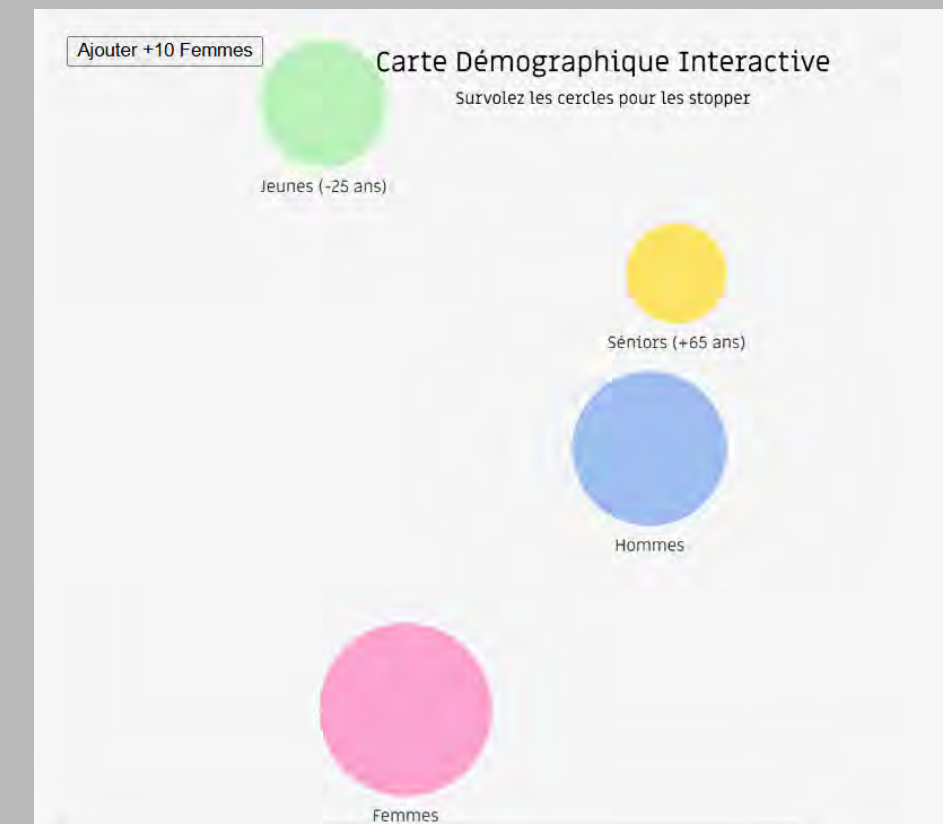 Ajouter +10 Femmes
Carte Démographique Interactive
Survolez les cercles pour les stopper
Jeunes (-25 ans)
Séniors (+65 ans)
Hommes
Femmes